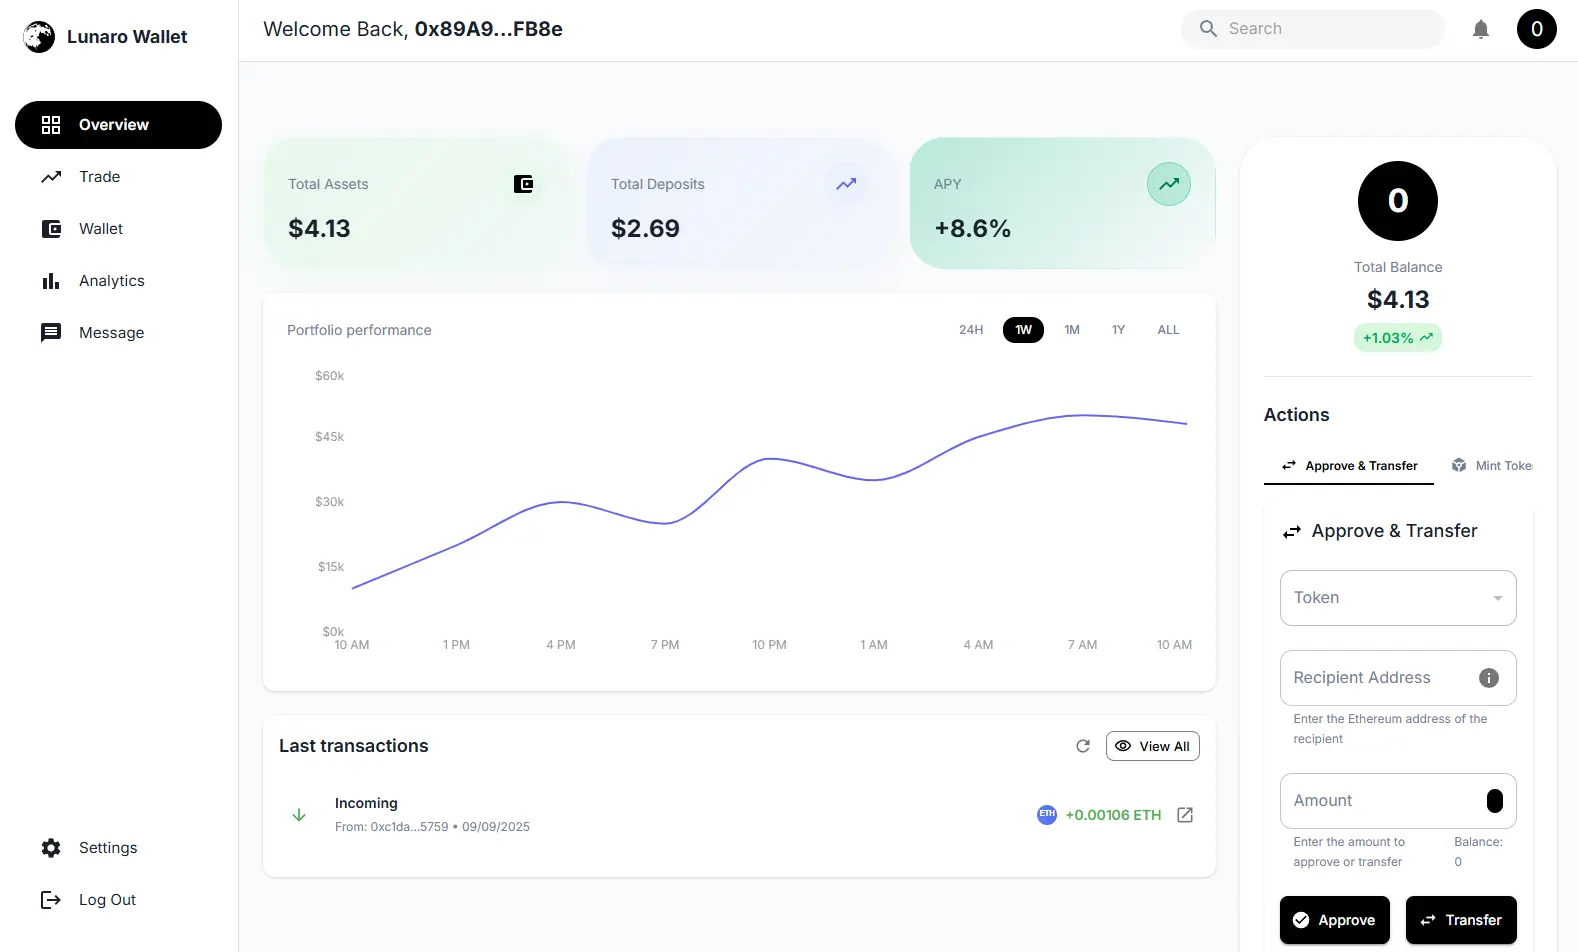 Lunaro Wallet
Welcome Back, 0x89A9...FB8e
Search
0
Overview
Trade
Wallet
Analytics
Message
Settings
Log Out
Total Assets
$4.13
Total Deposits
$2.69
APY
+8.6%
Portfolio performance
24H 1W 1M 1Y ALL
$60k
$45k
$30k
$15k
$0k
10 AM 1 PM 4 PM 7 PM 10 PM 1 AM 4 AM 7 AM 10 AM
Last transactions
View All
Incoming
From: 0xc1da...5759 • 09/09/2025
ETH +0.00106 ETH
0
Total Balance
$4.13
+1.03%
Actions
Approve & Transfer Mint Toke
Approve & Transfer
Token
Recipient Address
Enter the Ethereum address of the
recipient
Amount
Enter the amount to
approve or transfer
Balance:
0
Approve Transfer